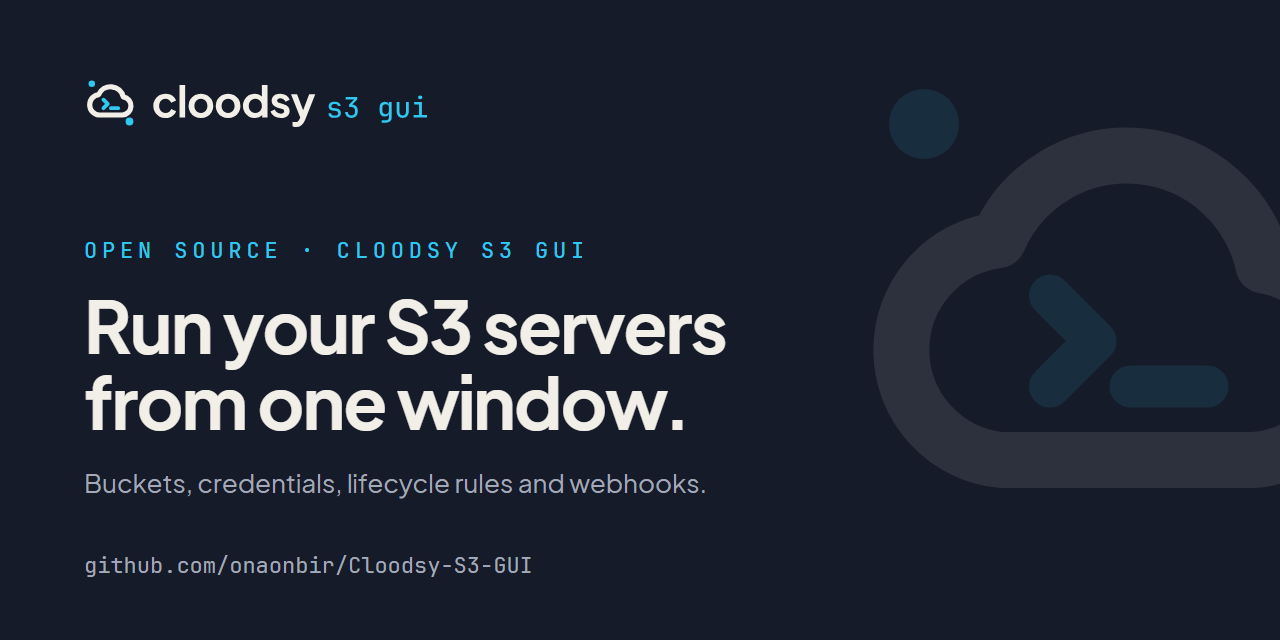 cloodsy s3 gui
OPEN SOURCE · CLOODSY S3 GUI
Run your S3 servers
from one window.
Buckets, credentials, lifecycle rules and webhooks.
github.com/onaonbir/Cloodsy-S3-GUI